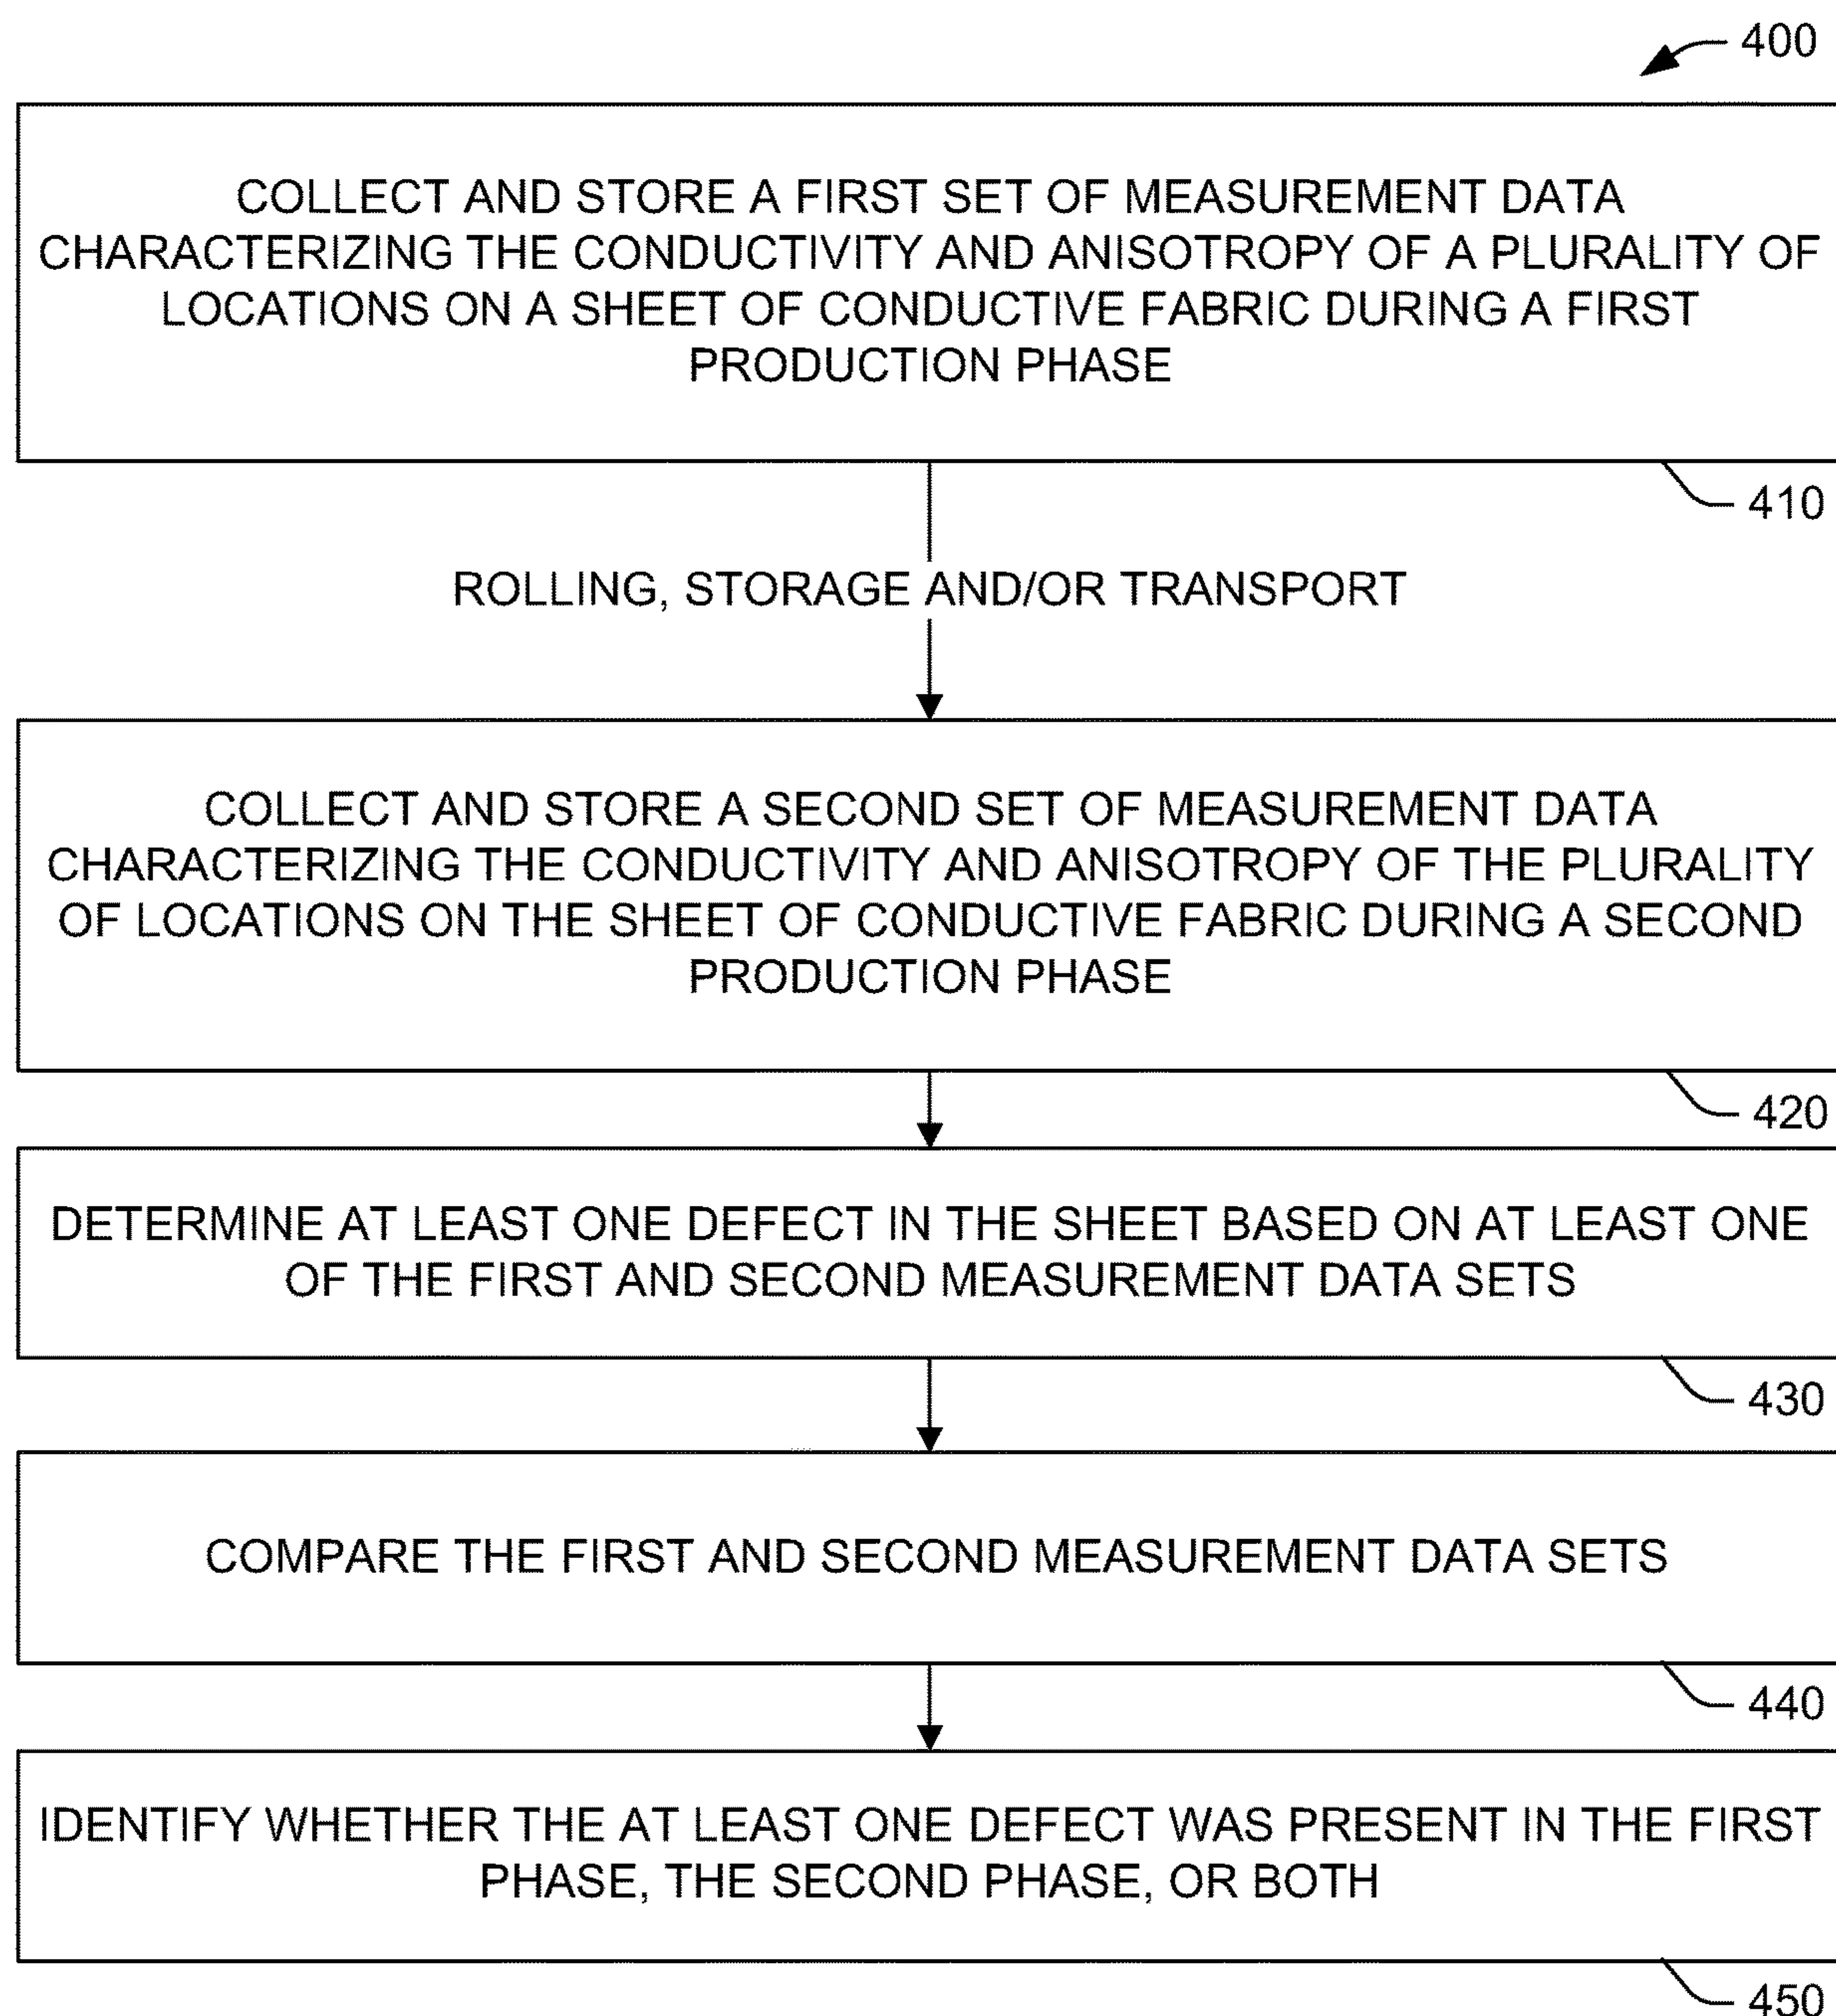 400
COLLECT AND STORE A FIRST SET OF MEASUREMENT DATA
CHARACTERIZING THE CONDUCTIVITY AND ANISOTROPY OF A PLURALITY OF
LOCATIONS ON A SHEET OF CONDUCTIVE FABRIC DURING A FIRST
PRODUCTION PHASE
410
ROLLING, STORAGE AND/OR TRANSPORT
COLLECT AND STORE A SECOND SET OF MEASUREMENT DATA
CHARACTERIZING THE CONDUCTIVITY AND ANISOTROPY OF THE PLURALITY
OF LOCATIONS ON THE SHEET OF CONDUCTIVE FABRIC DURING A SECOND
PRODUCTION PHASE
420
DETERMINE AT LEAST ONE DEFECT IN THE SHEET BASED ON AT LEAST ONE
OF THE FIRST AND SECOND MEASUREMENT DATA SETS
430
COMPARE THE FIRST AND SECOND MEASUREMENT DATA SETS
440
IDENTIFY WHETHER THE AT LEAST ONE DEFECT WAS PRESENT IN THE FIRST
PHASE, THE SECOND PHASE, OR BOTH
450